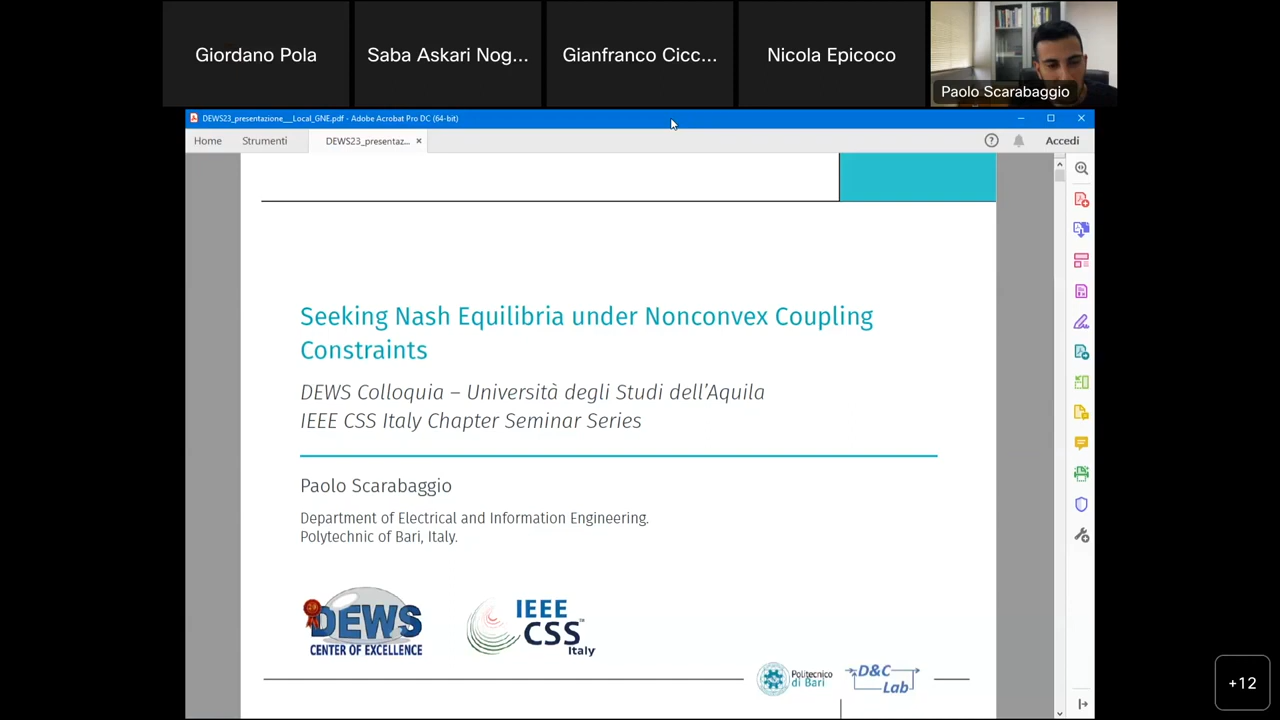 Giordano Pola
Saba Askari Nog...
Gianfranco Cicc...
Nicola Epicoco
Paolo Scarabaggio
DEWS23_presentazione__Local_GNE.pdf - Adobe Acrobat Pro DC (64-bit)
Home
Strumenti
DEWS23_presentaz...
Accedi
Seeking Nash Equilibria under Nonconvex Coupling
Constraints
DEWS Colloquia – Università degli Studi dell'Aquila
IEEE CSS Italy Chapter Seminar Series
Paolo Scarabaggio
Department of Electrical and Information Engineering.
Polytechnic of Bari, Italy.
DEWS
CENTER OF EXCELLENCE
IEEE
CSS
Italy
Politecnico
di Bari
D&C
Lab
+12